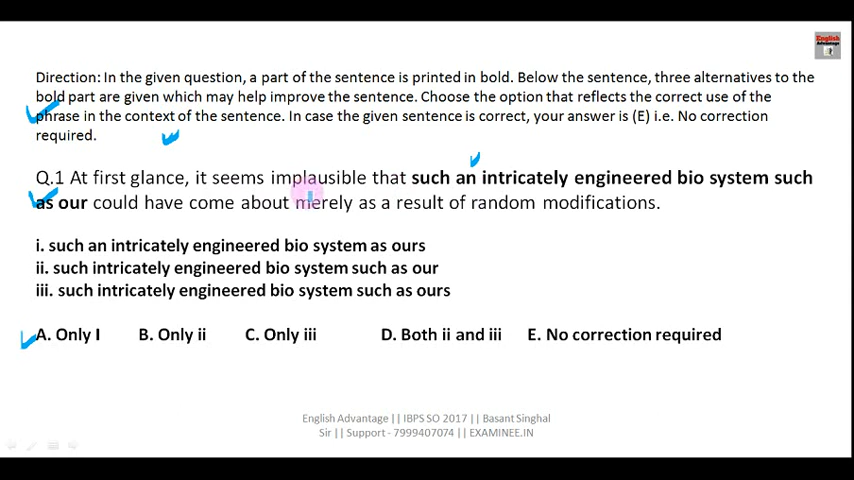 English
Advantage
Direction: In the given question, a part of the sentence is printed in bold. Below the sentence, three alternatives to the
bold part are given which may help improve the sentence. Choose the option that reflects the correct use of the
phrase in the context of the sentence. In case the given sentence is correct, your answer is (E) i.e. No correction
required.
Q.1 At first glance, it seems implausible that such an intricately engineered bio system such
as our could have come about merely as a result of random modifications.
i. such an intricately engineered bio system as ours
ii. such intricately engineered bio system such as our
iii. such intricately engineered bio system such as ours
A. Only I B. Only ii C. Only iii D. Both ii and iii E. No correction required
English Advantage || IBPS SO 2017 || Basant Singhal
Sir || Support - 7999407074 || EXAMINEE.IN